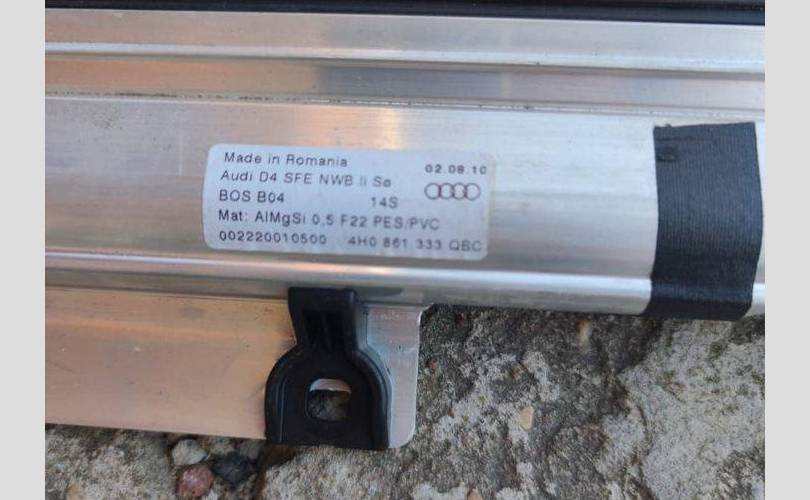 Made in Romania
02.08.10
Audi D4 SFE NWB li Sø
BOS B04 14S
Mat: AlMgSi 0,5 F22 PES/PVC
002220010500 4H0 861 333 QBC